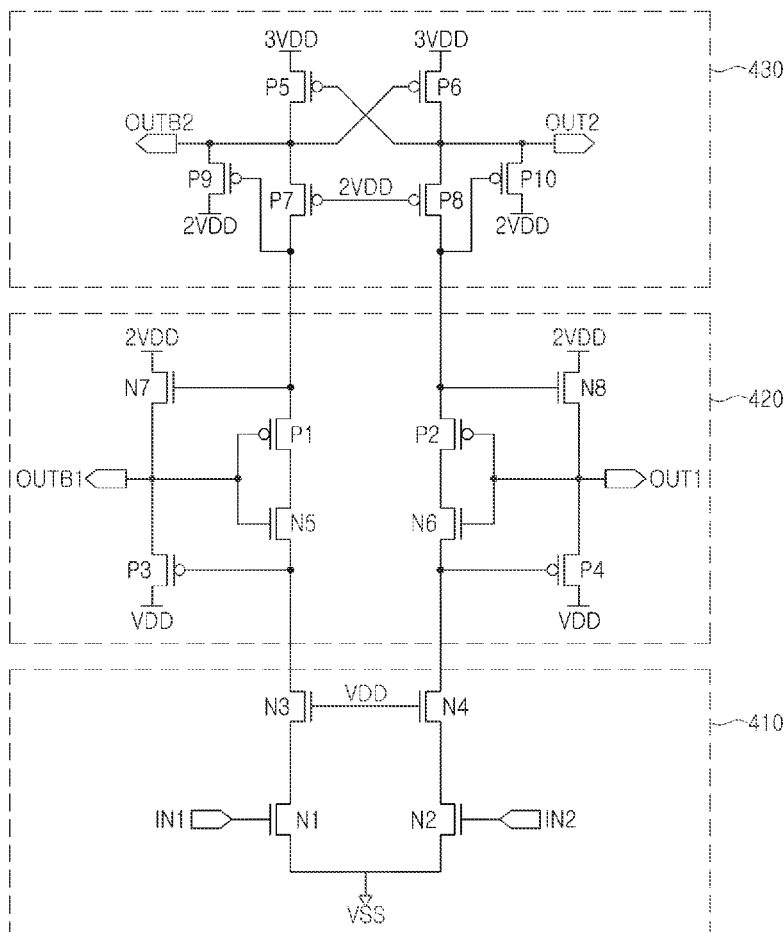 3VDD 3VDD
P5 P6
430
OUTB2 OUT2
P9 P7 2VDD P8 P10
2VDD 2VDD
2VDD 2VDD
N7 N8
420
P1 P2
OUTB1 OUT1
N5 N6
P3 P4
VDD VDD
N3 VDD N4
410
IN1 N1 N2 IN2
VSS